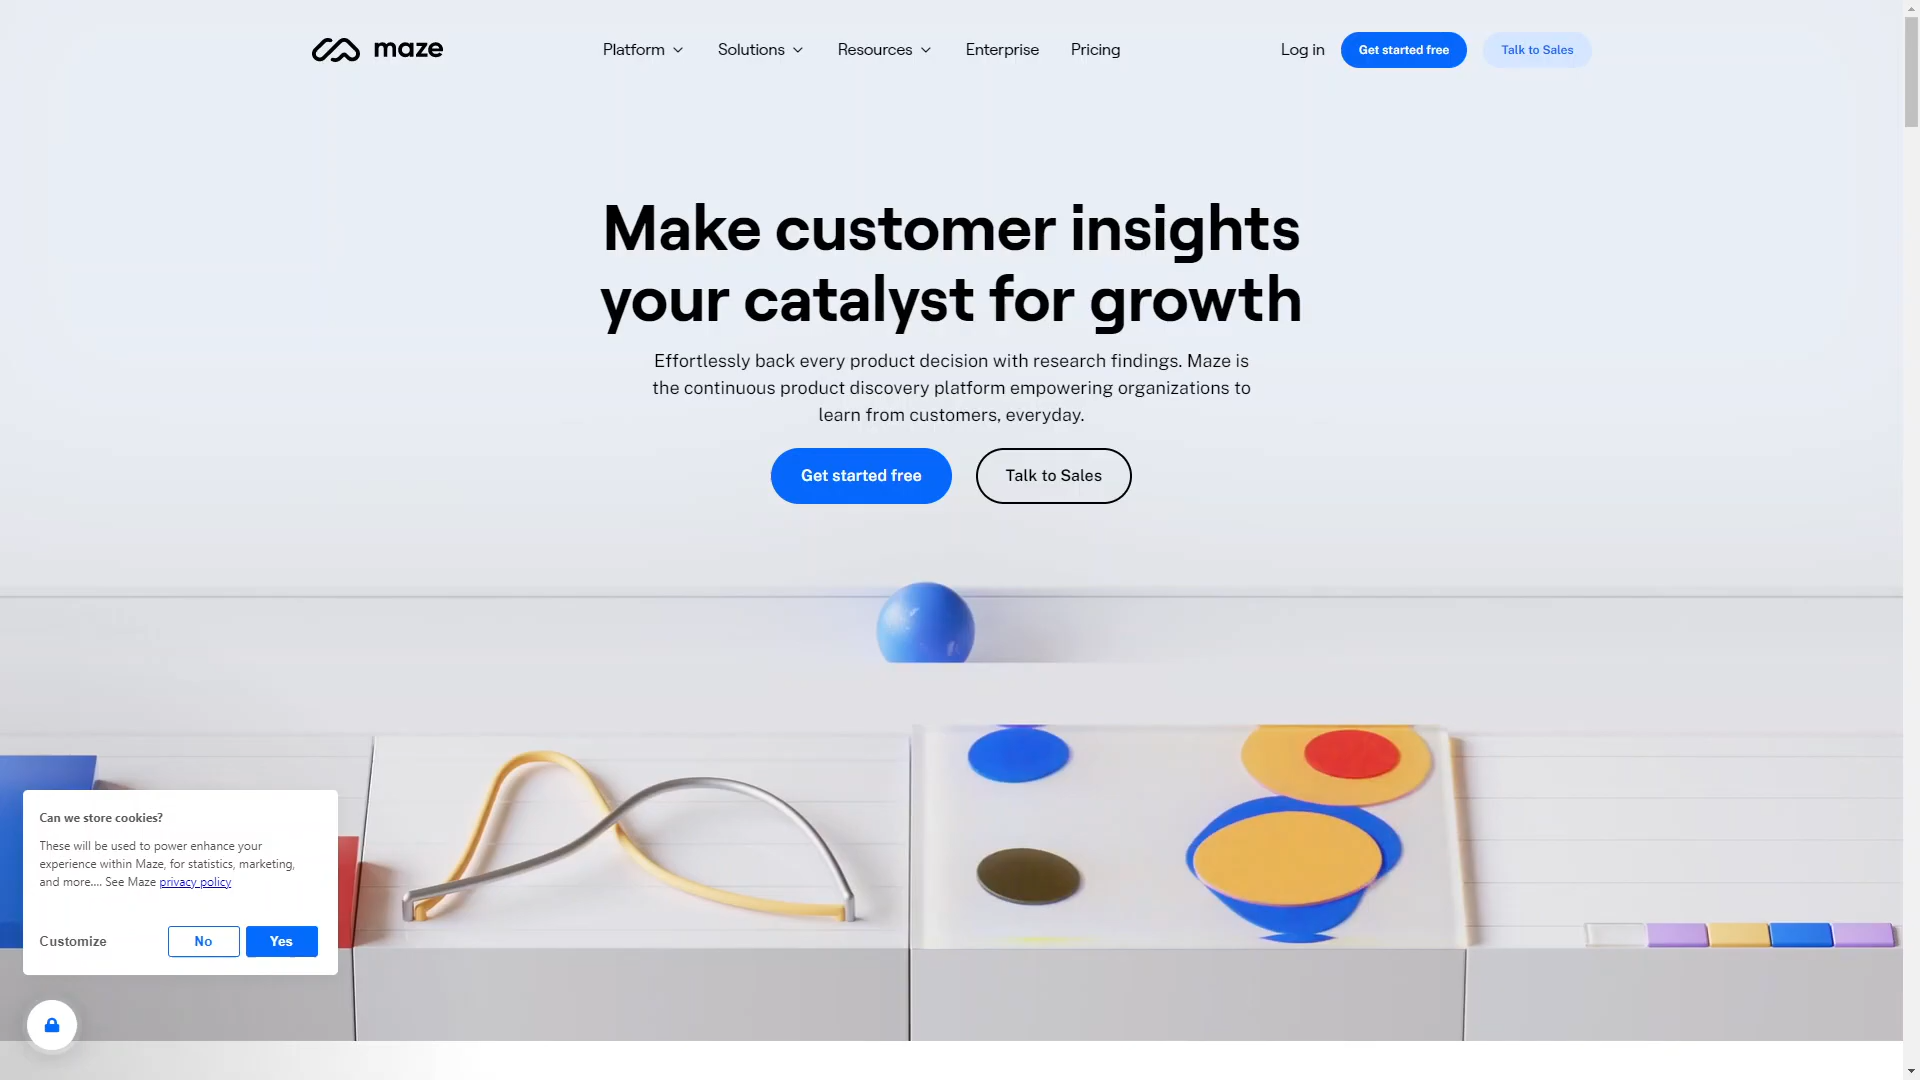 maze
Platform
Solutions
Resources
Enterprise
Pricing
Log in
Get started free
Talk to Sales
Make customer insights
your catalyst for growth
Effortlessly back every product decision with research findings. Maze is
the continuous product discovery platform empowering organizations to
learn from customers, everyday.
Get started free
Talk to Sales
Can we store cookies?
These will be used to power enhance your
experience within Maze, for statistics, marketing,
and more.... See Maze privacy policy
Customize
No
Yes